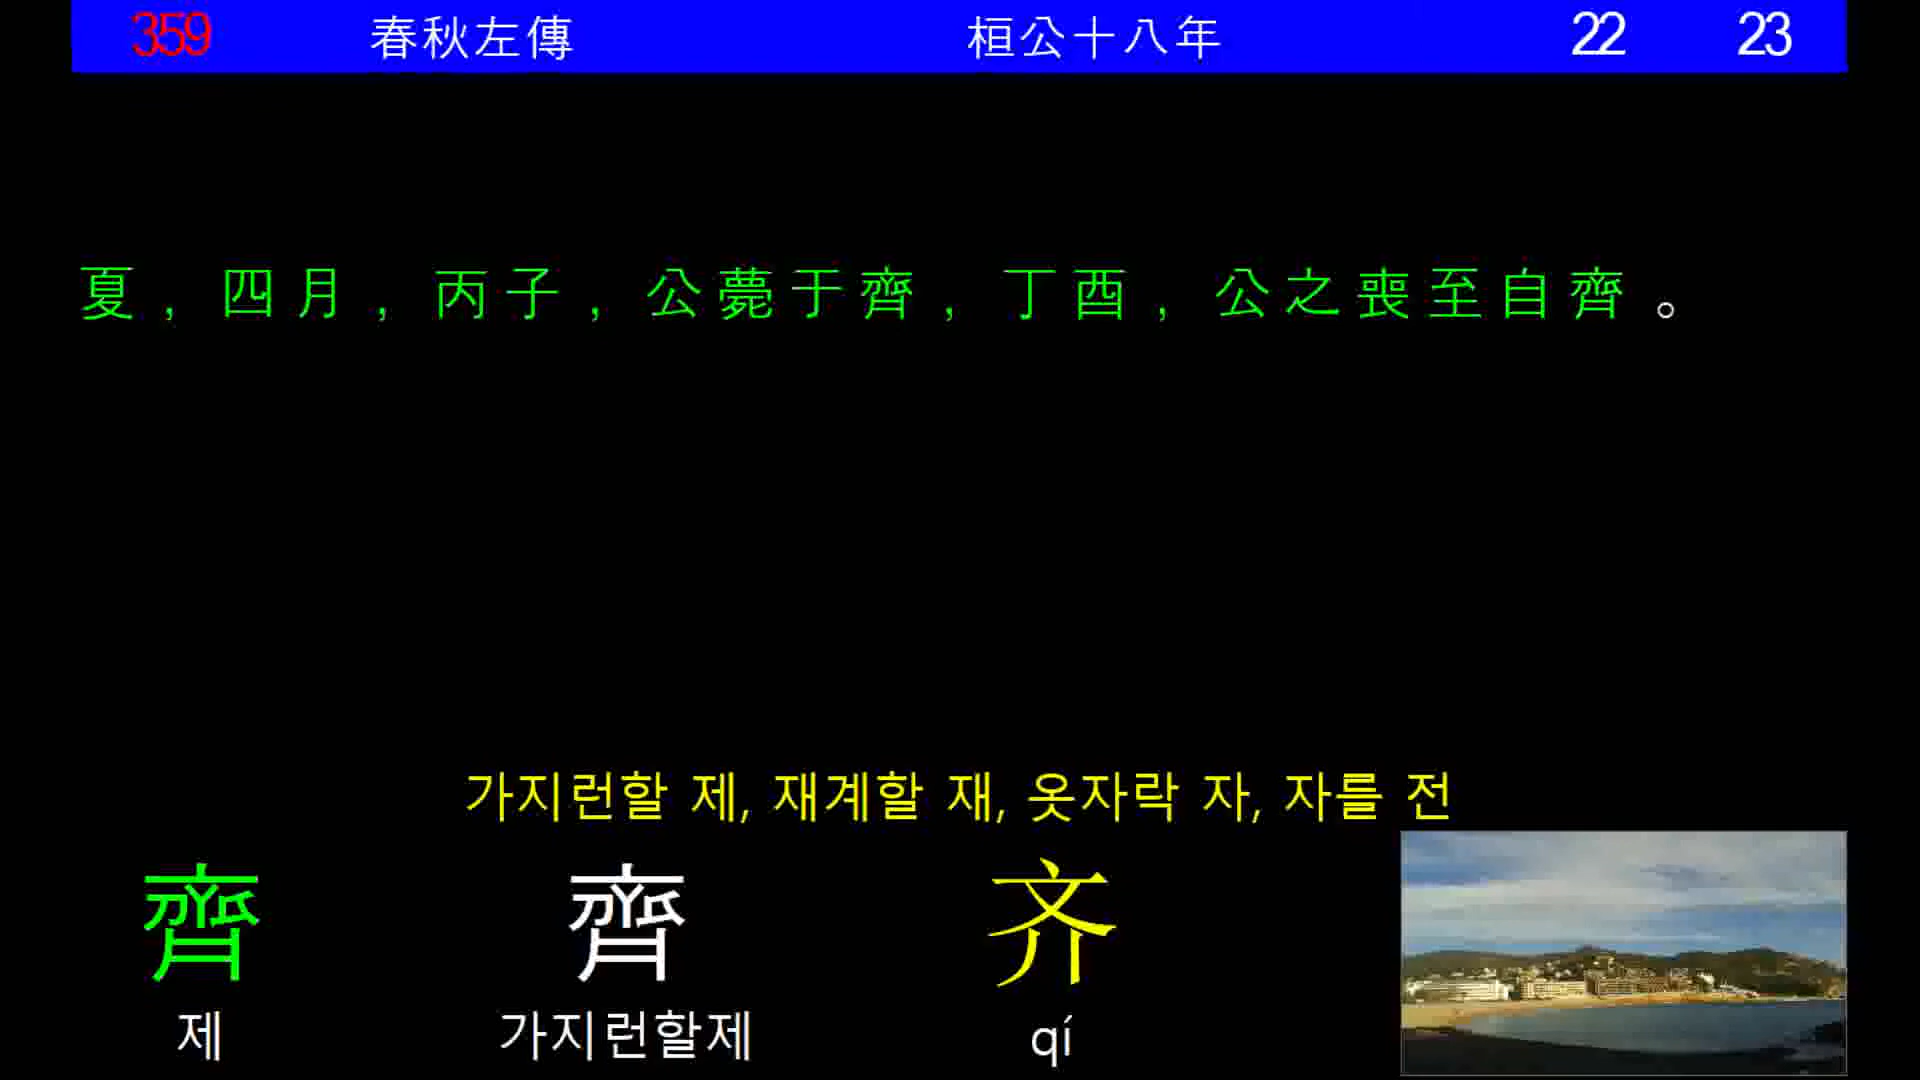 359 春秋左傳 桓公十八年 22 23
夏，四月，丙子，公薨于齊，丁酉，公之喪至自齊。
가지런할 제, 재계할 재, 옷자락 자, 자를 전
齊 齊 齐
제 가지런할제 qí